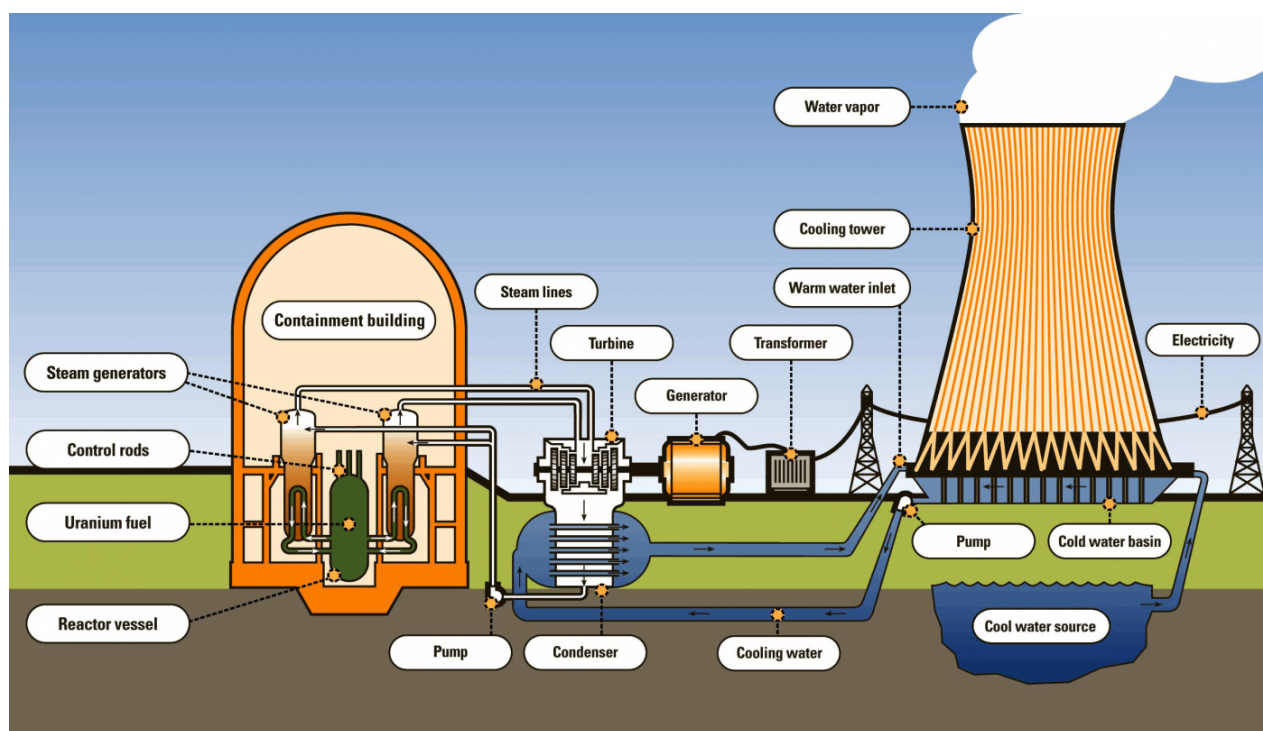 Water vapor
Cooling tower
Steam lines
Warm water inlet
Containment building
Turbine
Transformer
Electricity
Steam generators
Generator
Control rods
Uranium fuel
Pump
Cold water basin
Reactor vessel
Cool water source
Pump
Condenser
Cooling water